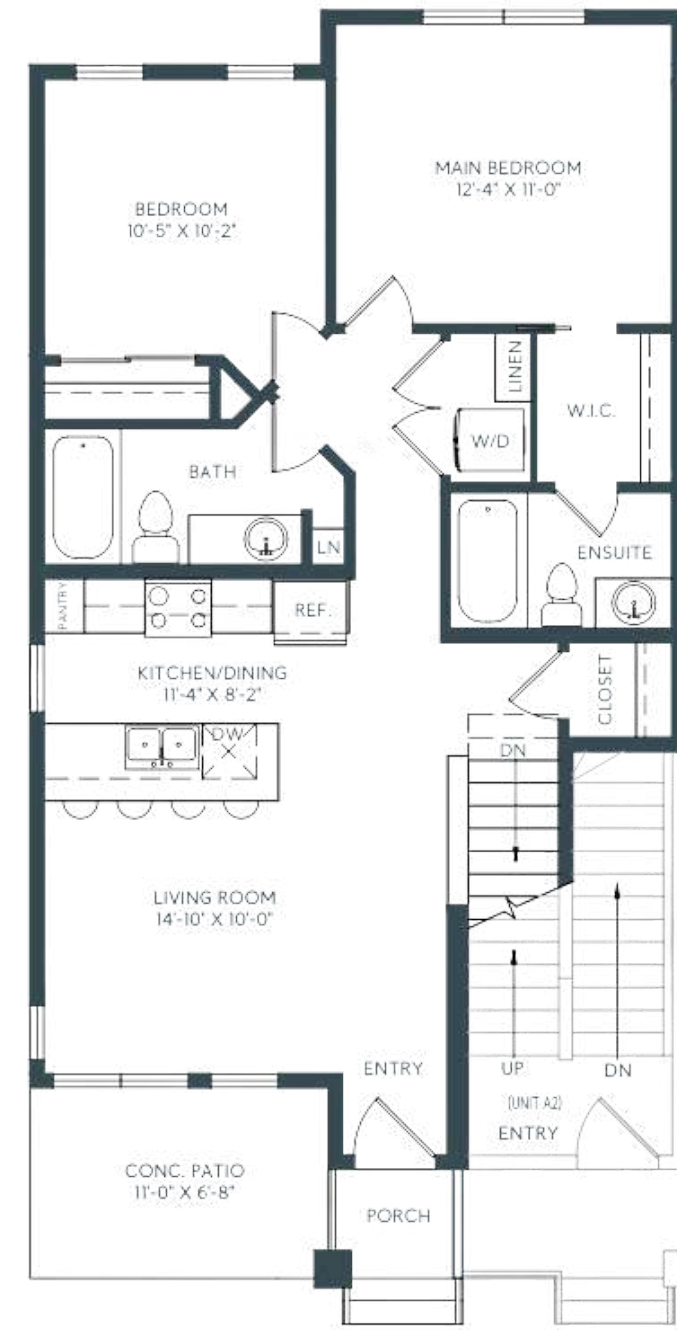 MAIN BEDROOM
12'-4" X 11'-0"
BEDROOM
10'-5" X 10'-2"
LINEN
W.I.C.
W/D
BATH
LN
ENSUITE
PANTRY
REF.
KITCHEN/DINING
11'-4" X 8'-2"
CLOSET
DW
DN
LIVING ROOM
14'-10" X 10'-0"
ENTRY
UP
DN
(UNIT A2)
ENTRY
CONC. PATIO
11'-0" X 6'-8"
PORCH